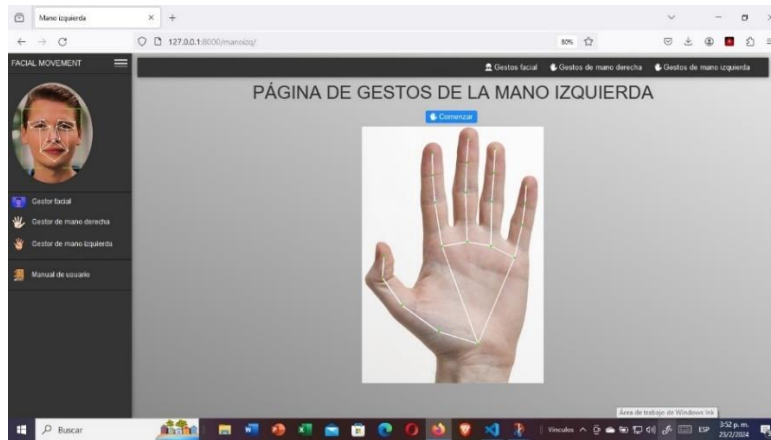 Mano izquierda
127.0.0.1:8000/manoizq/
80%
FACIAL MOVEMENT
Gestos facial
Gestos de mano derecha
Gestos de mano izquierda
PÁGINA DE GESTOS DE LA MANO IZQUIERDA
Comenzar
Gestor facial
Gestor de mano derecha
Gestor de mano izquierda
Manual de usuario
Área de trabajo de Windows Ink
Buscar
Vínculos
ESP
3:52 p. m.
23/2/2024